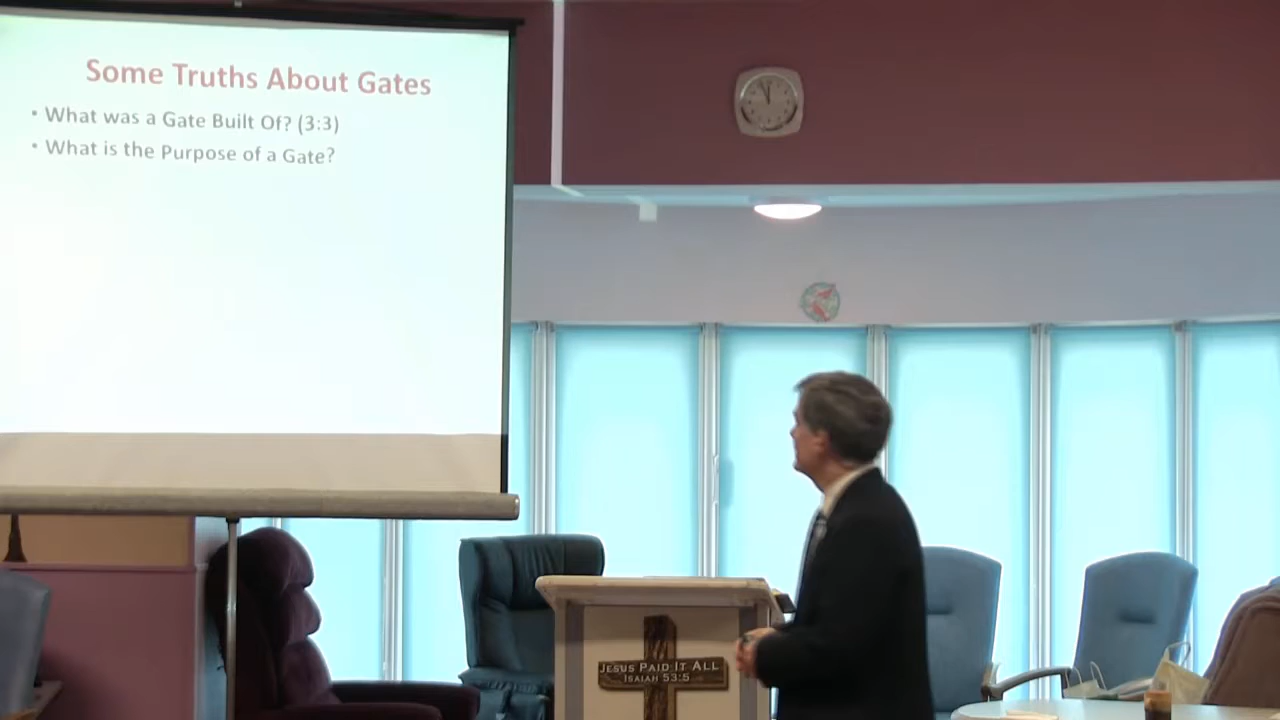 Some Truths About Gates
• What was a Gate Built Of? (3:3)
• What is the Purpose of a Gate?
JESUS PAID IT ALL
ISAIAH 53:5